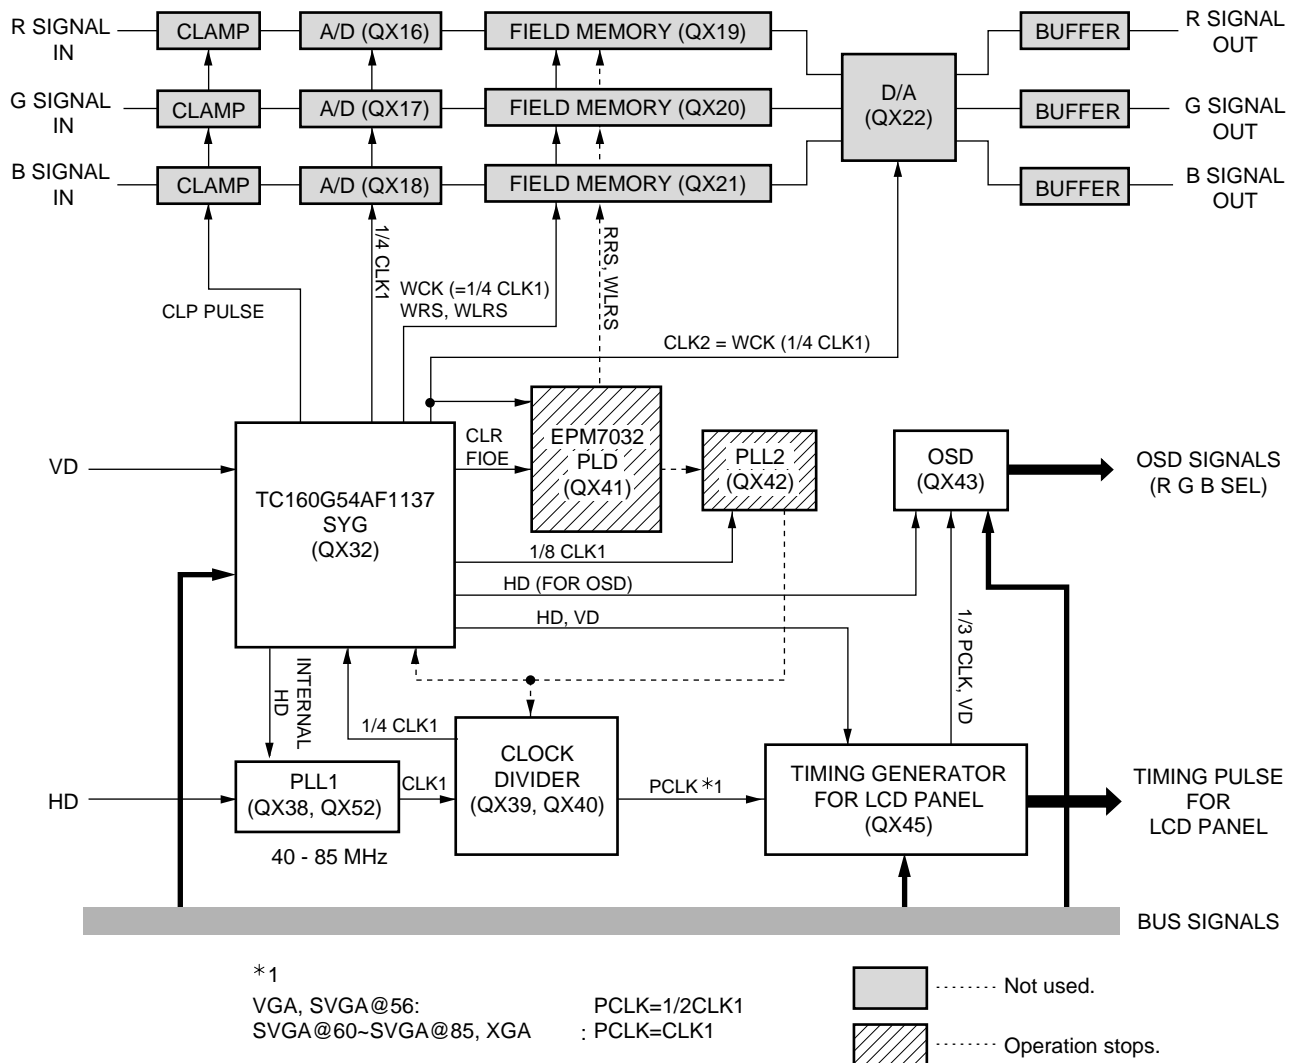 R SIGNAL IN
CLAMP
A/D (QX16)
FIELD MEMORY (QX19)
BUFFER
R SIGNAL OUT
G SIGNAL IN
CLAMP
A/D (QX17)
FIELD MEMORY (QX20)
D/A
(QX22)
BUFFER
G SIGNAL OUT
B SIGNAL IN
CLAMP
A/D (QX18)
FIELD MEMORY (QX21)
BUFFER
B SIGNAL OUT
CLP PULSE
1/4 CLK1
WCK (=1/4 CLK1)
WRS, WLRS
RRS, WLRS
CLK2 = WCK (1/4 CLK1)
VD
TC160G54AF1137
SYG
(QX32)
CLR
FIOE
EPM7032
PLD
(QX41)
PLL2
(QX42)
OSD
(QX43)
OSD SIGNALS
(R G B SEL)
1/8 CLK1
HD (FOR OSD)
HD, VD
1/3 PCLK, VD
INTERNAL
HD
1/4 CLK1
HD
PLL1
(QX38, QX52)
40 - 85 MHz
CLK1
CLOCK
DIVIDER
(QX39, QX40)
PCLK *1
TIMING GENERATOR
FOR LCD PANEL
(QX45)
TIMING PULSE
FOR
LCD PANEL
BUS SIGNALS
*1
VGA, SVGA@56: PCLK=1/2CLK1
SVGA@60~SVGA@85, XGA : PCLK=CLK1
Not used.
Operation stops.